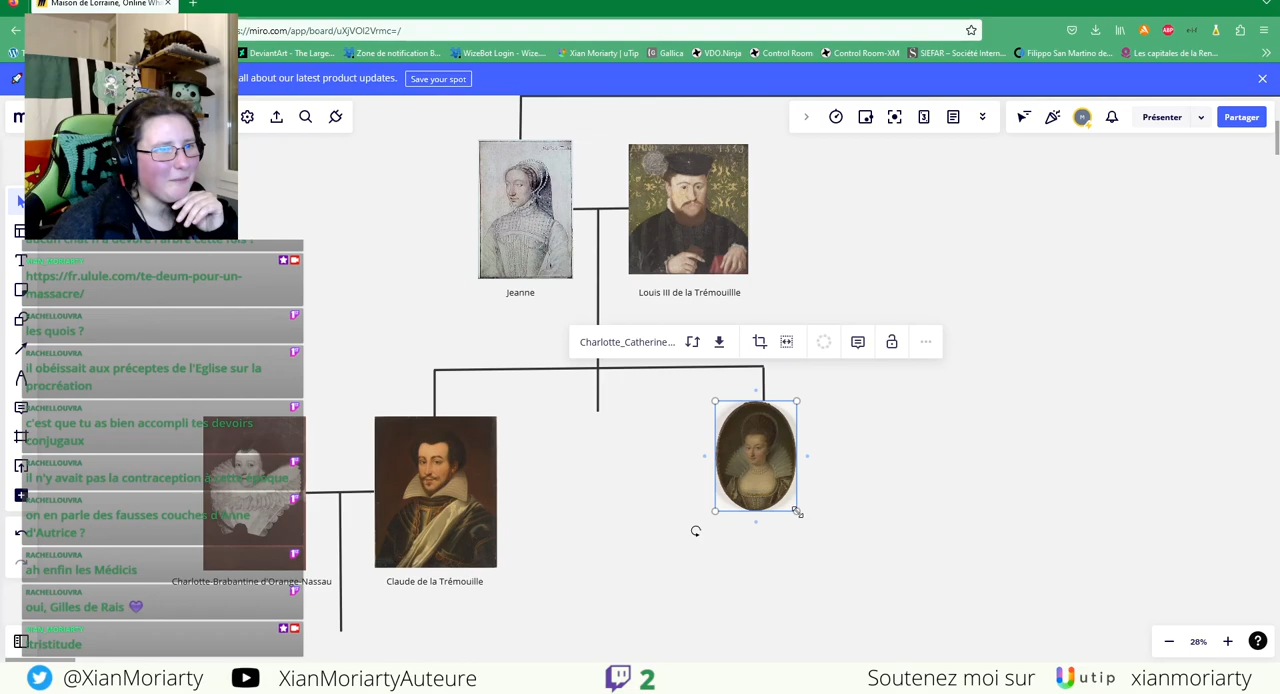 Maison de Lorraine, Online Whi
s://miro.com/app/board/uXjVOl2Vrmc=/
DeviantArt - The Large...
Zone de notification B...
WizeBot Login - Wize....
Xian Moriarty | uTip
Gallica
VDO.Ninja
Control Room
Control Room-XM
SIEFAR – Société Intern...
Filippo San Martino de...
Les capitales de la Ren...
all about our latest product updates.
Save your spot
Présenter
Partager
1533
Jeanne
Louis III de la Trémouillle
Charlotte_Catherine...
https://fr.ulule.com/te-deum-pour-un-
massacre/
RACHELLOUVRA
les quois ?
RACHELLOUVRA
il obéissait aux préceptes de l'Eglise sur la
procréation
RACHELLOUVRA
c'est que tu as bien accompli tes devoirs
conjugaux
RACHELLOUVRA
il n'y avait pas la contraception à cette époque
RACHELLOUVRA
on en parle des fausses couches d'Anne
d'Autrice ?
RACHELLOUVRA
ah enfin les Médicis
RACHELLOUVRA
oui, Gilles de Rais
XIAN_MORIARTY
!tristitude
Charlotte-Brabantine d'Orange-Nassau
Claude de la Trémouille
28%
@XianMoriarty
XianMoriartyAuteure
2
Soutenez moi sur
utip
xianmoriarty